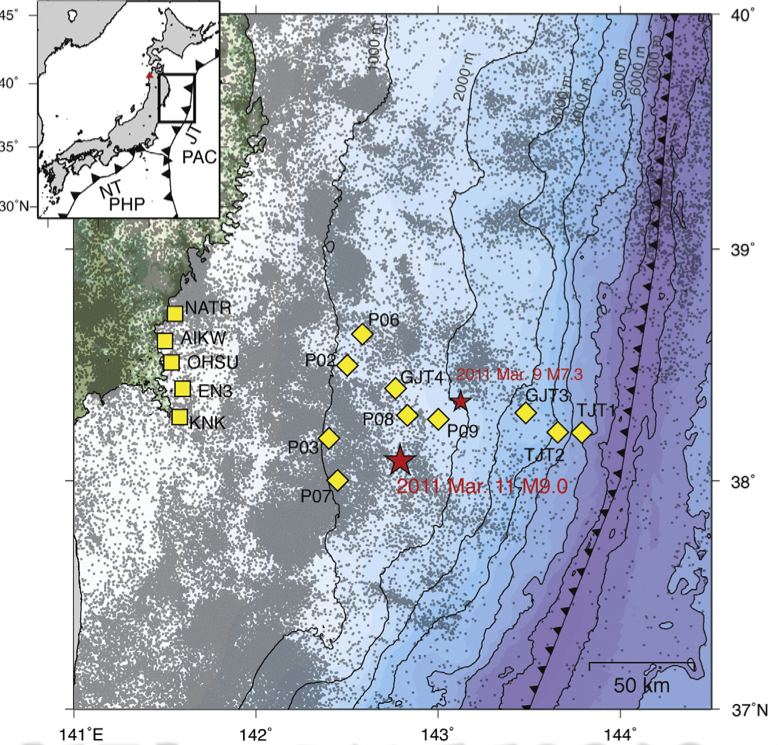 45°
40°
35°
30°N
JT
PAC
NT
PHP
1000 m
2000 m
4000 m
5000 m
6000 m
7000 m
40°
39°
38°
37°N
NATR
AIKW
OHSU
EN3
KNK
P06
P02
GJT4
2011 Mar. 9 M7.3
GJT3
TJT1
P08
P09
P03
TJT2
P07
2011 Mar. 11 M9.0
50 km
141°E
142°
143°
144°